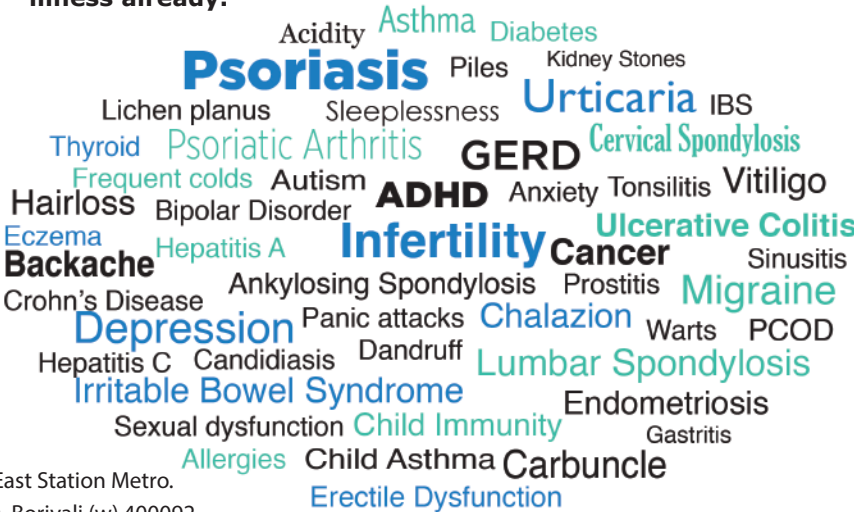 illness already.
Acidity Asthma Diabetes
Psoriasis Piles Kidney Stones
Lichen planus Sleeplessness Urticaria IBS
Thyroid Psoriatic Arthritis GERD Cervical Spondylosis
Frequent colds Autism ADHD Anxiety Tonsilitis Vitiligo
Hairloss Bipolar Disorder Ulcerative Colitis
Eczema Hepatitis A Infertility Cancer Sinusitis
Backache Ankylosing Spondylosis Prostitis Migraine
Crohn's Disease
Depression Panic attacks Chalazion Warts PCOD
Hepatitis C Candidiasis Dandruff Lumbar Spondylosis
Irritable Bowel Syndrome Endometriosis
Sexual dysfunction Child Immunity Gastritis
Allergies Child Asthma Carbuncle
East Station Metro.
Erectile Dysfunction
Borivali (w) 400092